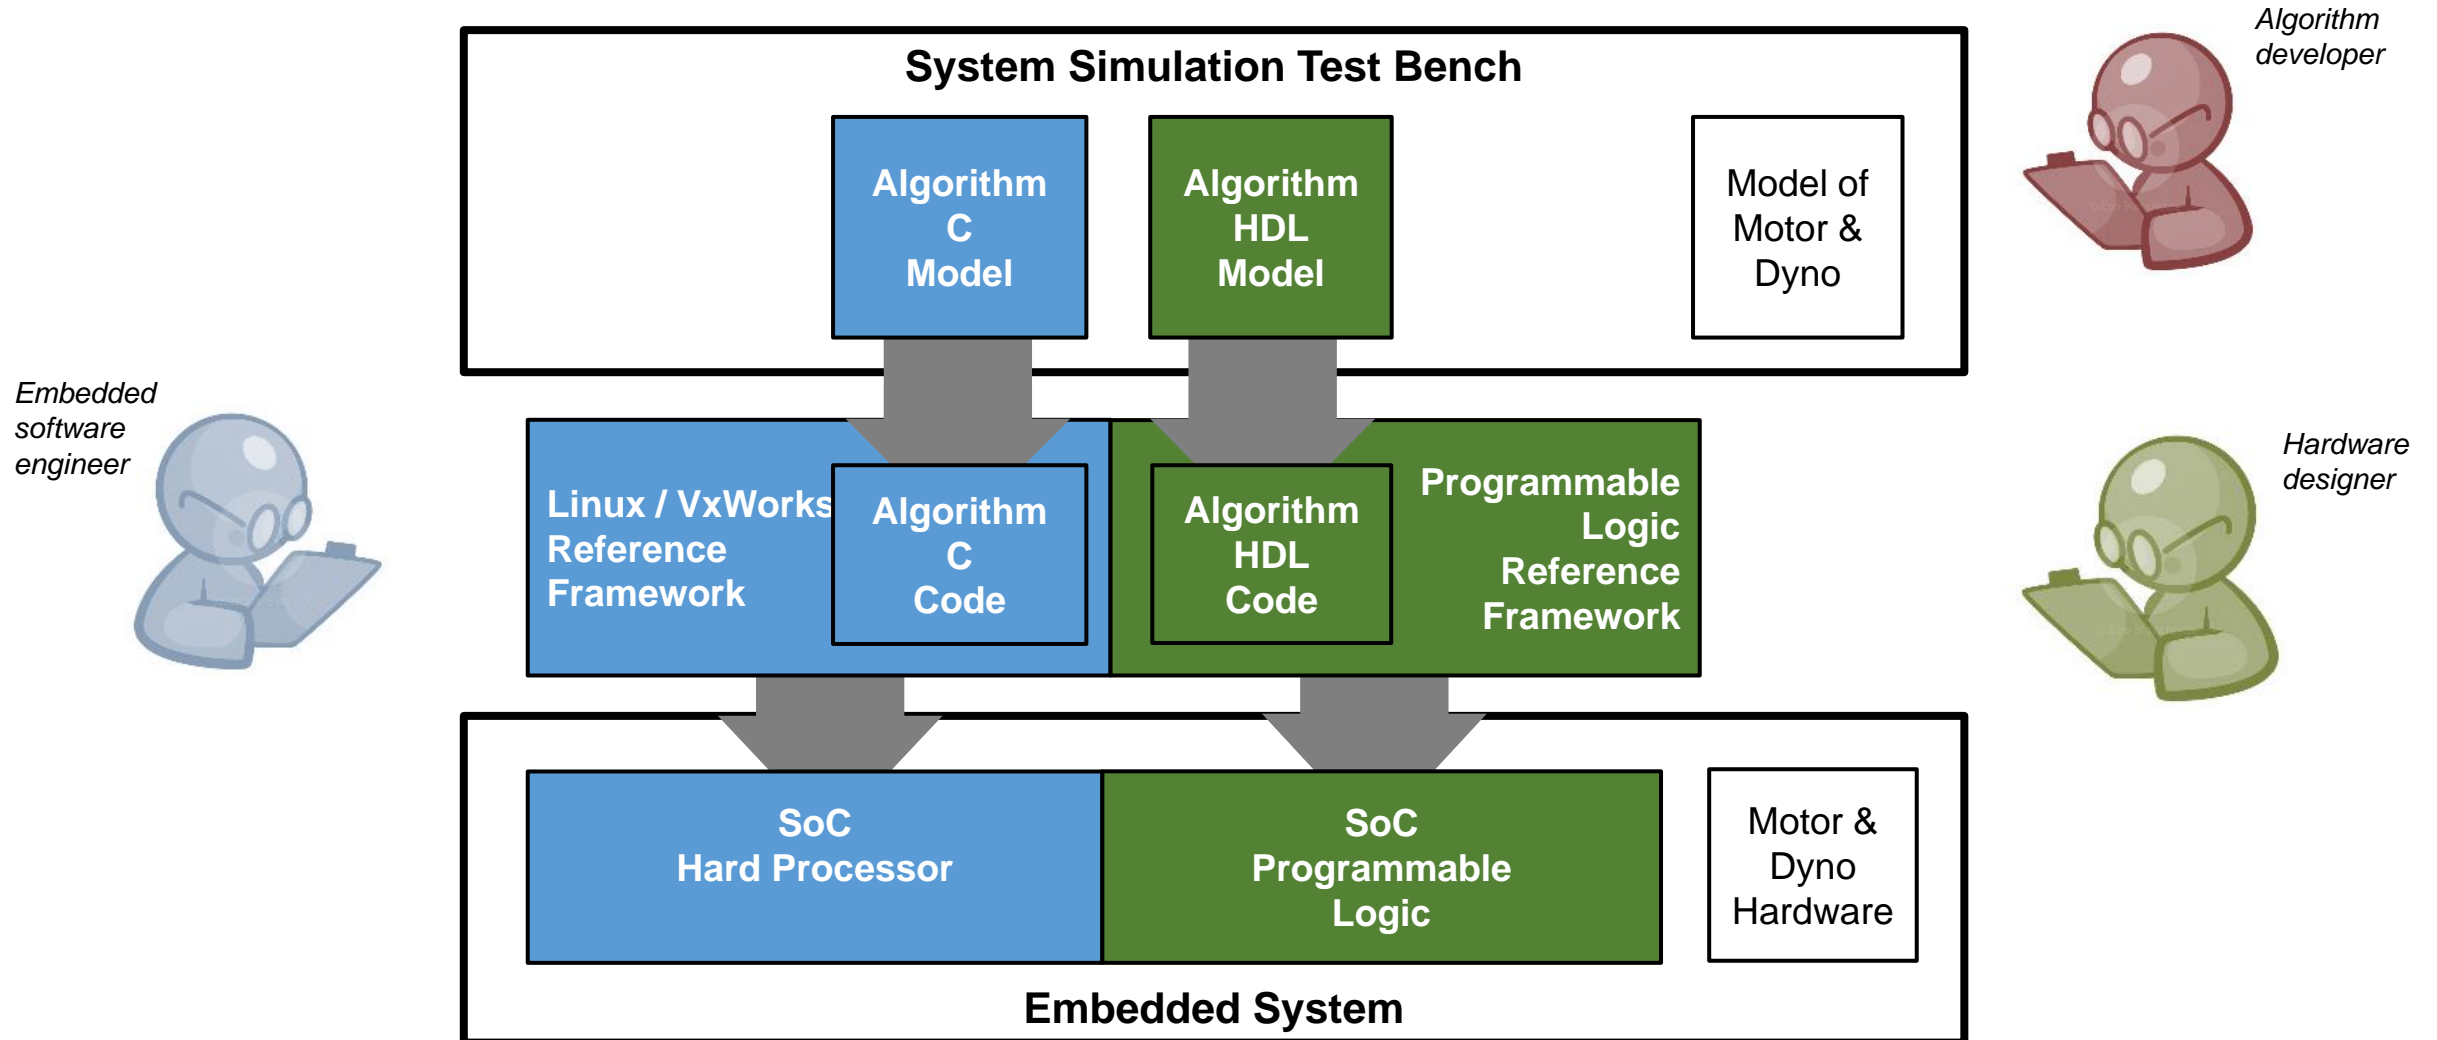 Algorithm
developer
System Simulation Test Bench
Algorithm
C
Model
Algorithm
HDL
Model
Model of
Motor &
Dyno
Embedded
software
engineer
Hardware
designer
Linux / VxWorks
Reference
Framework
Algorithm
C
Code
Algorithm
HDL
Code
Programmable
Logic
Reference
Framework
SoC
Hard Processor
SoC
Programmable
Logic
Motor &
Dyno
Hardware
Embedded System